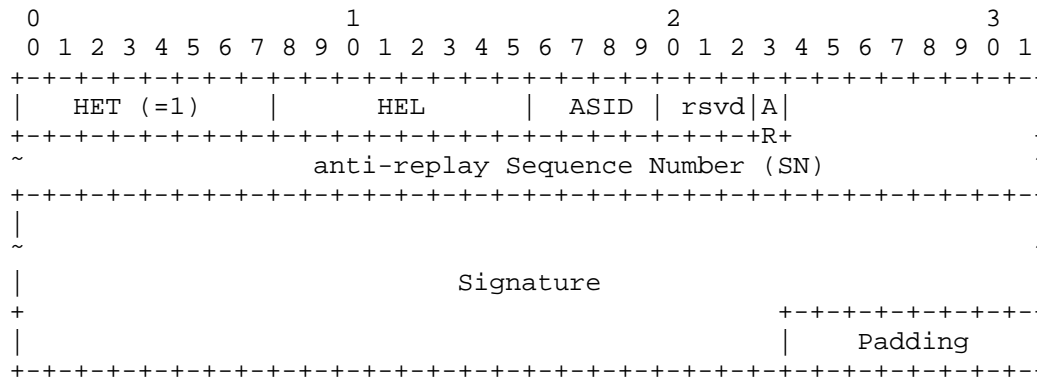 0                   1                   2                   3
 0 1 2 3 4 5 6 7 8 9 0 1 2 3 4 5 6 7 8 9 0 1 2 3 4 5 6 7 8 9 0 1
+-+-+-+-+-+-+-+-+-+-+-+-+-+-+-+-+-+-+-+-+-+-+-+-+-+-+-+-+-+-+-+-
|   HET (=1)    |      HEL      |  ASID | rsvd|A|
+-+-+-+-+-+-+-+-+-+-+-+-+-+-+-+-+-+-+-+-+-+-+-+R+
~                  anti-replay Sequence Number (SN)
+-+-+-+-+-+-+-+-+-+-+-+-+-+-+-+-+-+-+-+-+-+-+-+-+-+-+-+-+-+-+-+-
|
~
|                           Signature
+                                               +-+-+-+-+-+-+-+-
|                                               |    Padding
+-+-+-+-+-+-+-+-+-+-+-+-+-+-+-+-+-+-+-+-+-+-+-+-+-+-+-+-+-+-+-+-